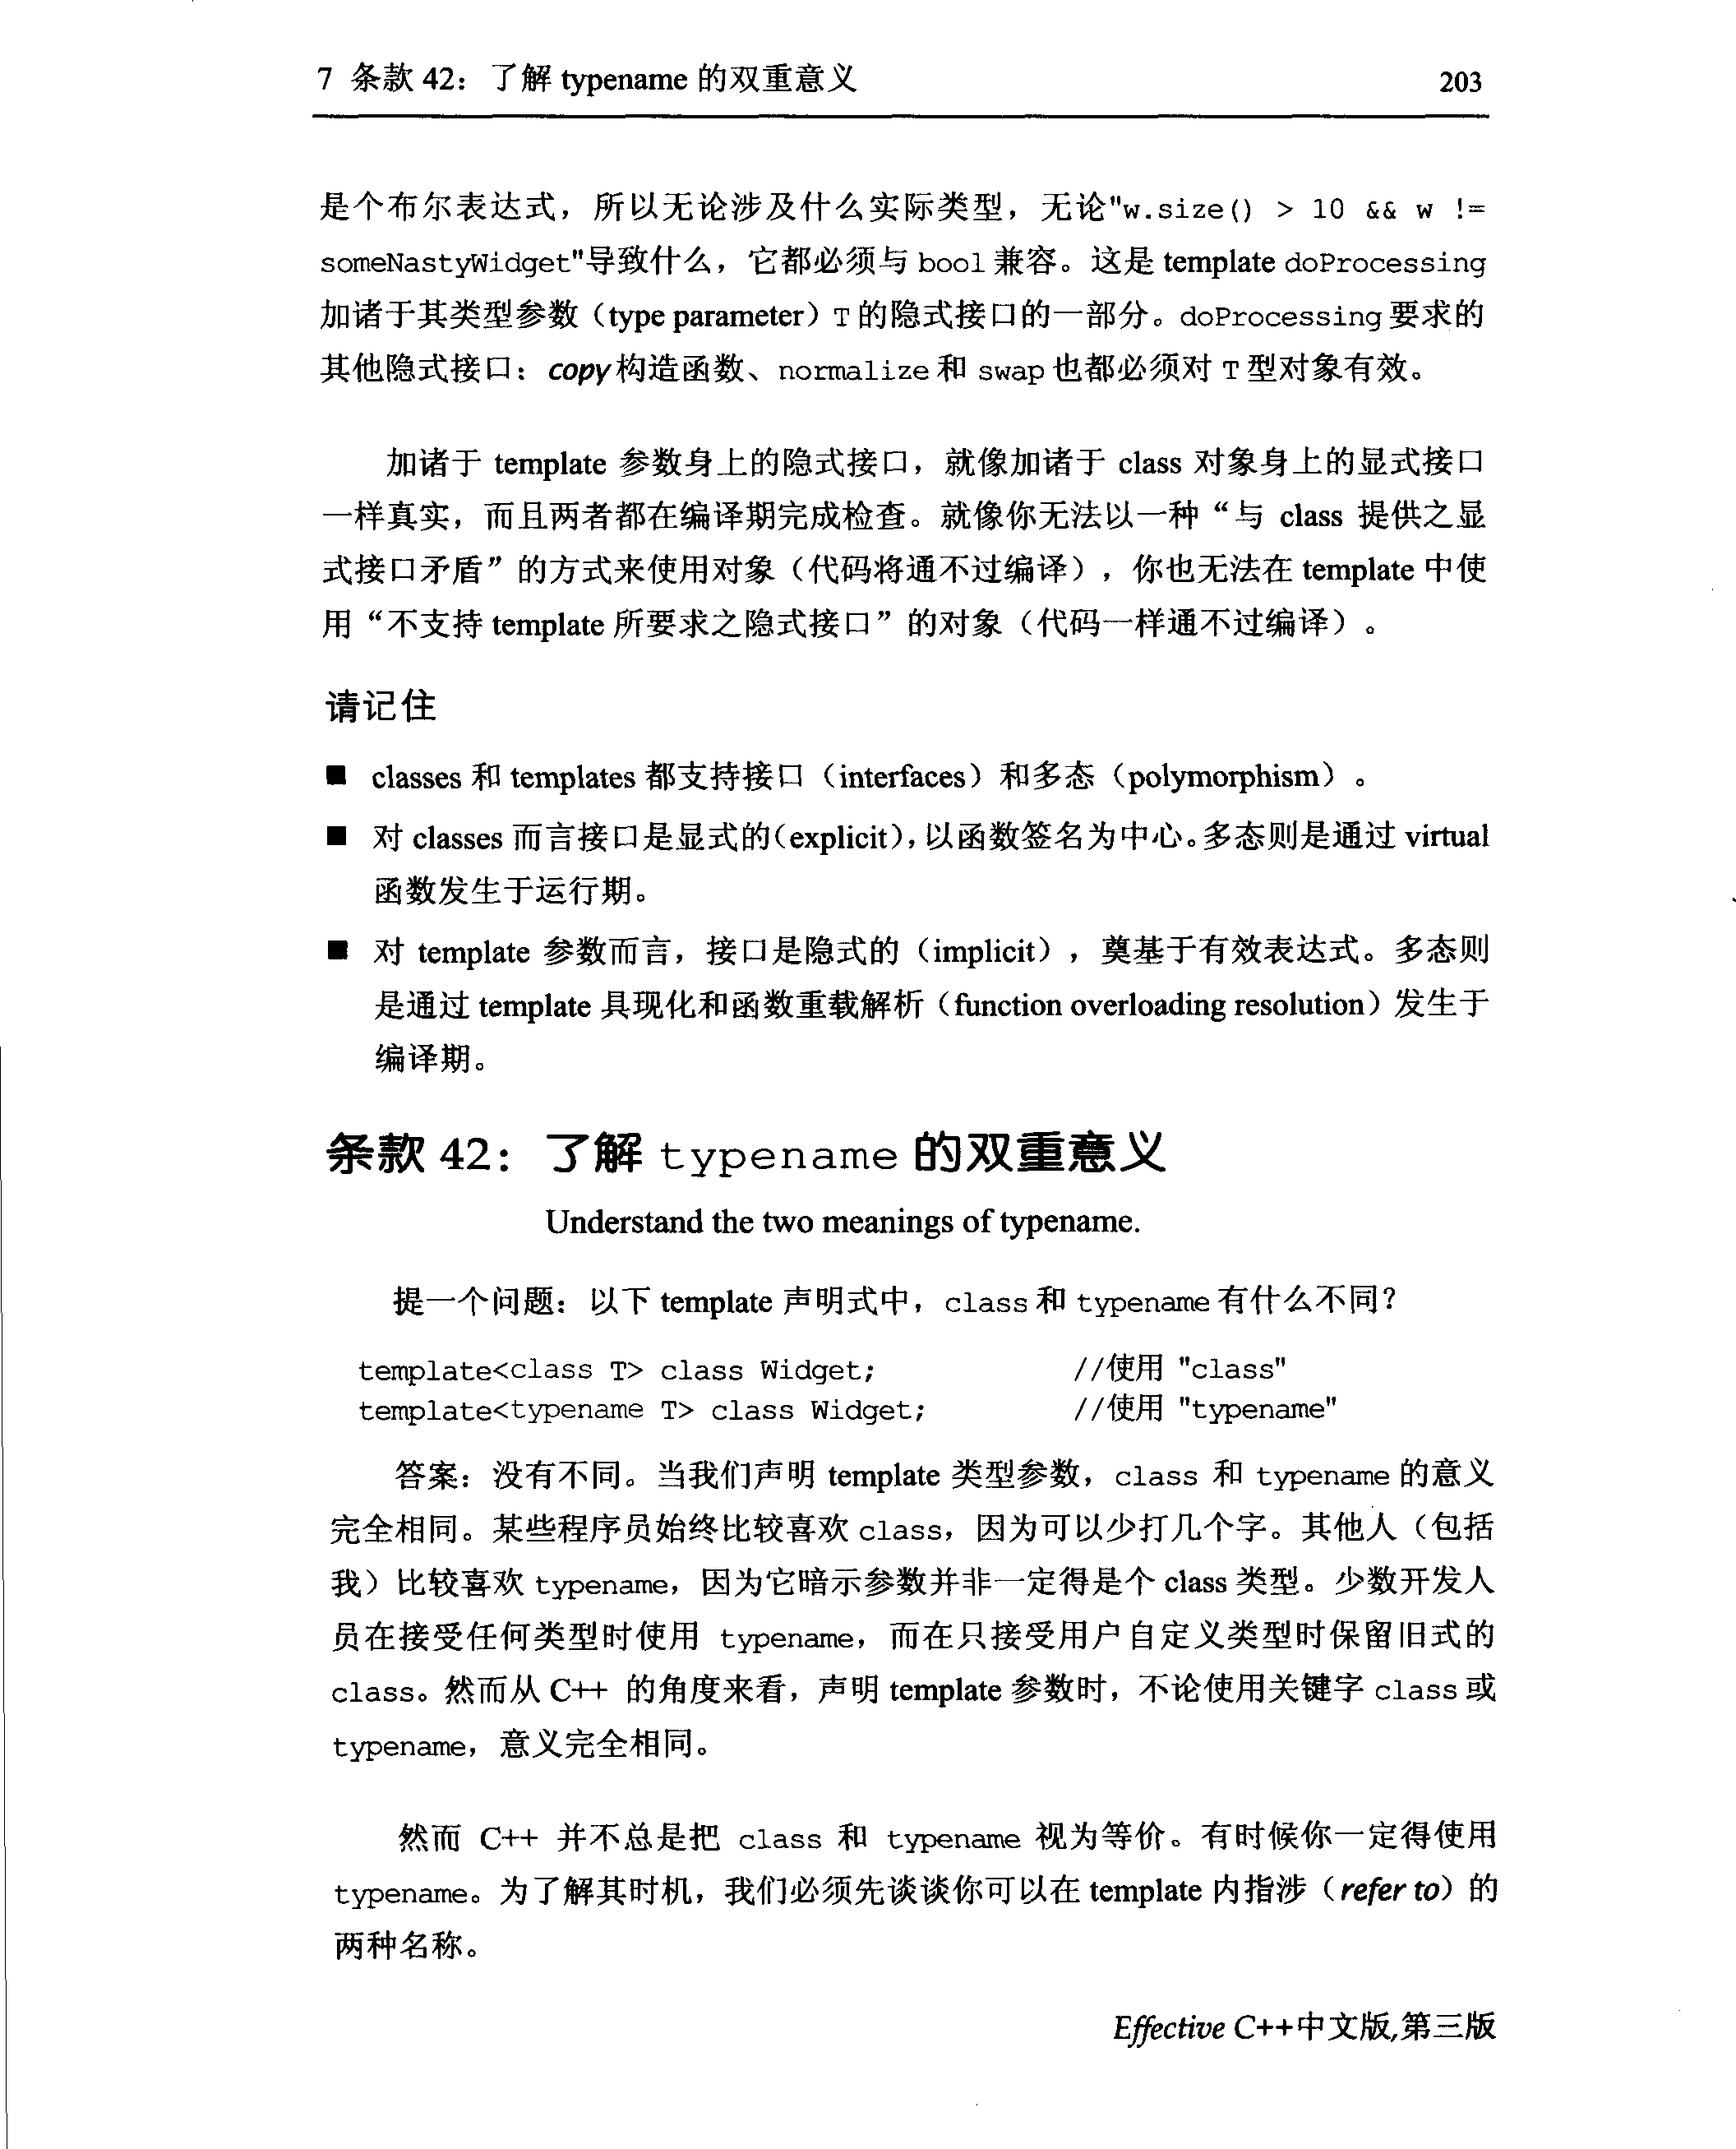 7 条款 42：了解 typename 的双重意义
203
是个布尔表达式，所以无论涉及什么实际类型，无论"w.size() > 10 && w !=
someNastyWidget"导致什么，它都必须与 bool 兼容。这是 template doProcessing
加诸于其类型参数（type parameter）T 的隐式接口的一部分。doProcessing 要求的
其他隐式接口：copy 构造函数、normalize 和 swap 也都必须对 T 型对象有效。
加诸于 template 参数身上的隐式接口，就像加诸于 class 对象身上的显式接口
一样真实，而且两者都在编译期完成检查。就像你无法以一种“与 class 提供之显
式接口矛盾”的方式来使用对象（代码将通不过编译），你也无法在 template 中使
用“不支持 template 所要求之隐式接口”的对象（代码一样通不过编译）。
请记住
■ classes 和 templates 都支持接口（interfaces）和多态（polymorphism）。
■ 对 classes 而言接口是显式的（explicit），以函数签名为中心。多态则是通过 virtual
函数发生于运行期。
■ 对 template 参数而言，接口是隐式的（implicit），奠基于有效表达式。多态则
是通过 template 具现化和函数重载解析（function overloading resolution）发生于
编译期。
条款 42：了解 typename 的双重意义
Understand the two meanings of typename.
提一个问题：以下 template 声明式中，class 和 typename 有什么不同？
template<class T> class Widget; //使用 "class"
template<typename T> class Widget; //使用 "typename"
答案：没有不同。当我们声明 template 类型参数，class 和 typename 的意义
完全相同。某些程序员始终比较喜欢 class，因为可以少打几个字。其他人（包括
我）比较喜欢 typename，因为它暗示参数并非一定得是个 class 类型。少数开发人
员在接受任何类型时使用 typename，而在只接受用户自定义类型时保留旧式的
class。然而从 C++ 的角度来看，声明 template 参数时，不论使用关键字 class 或
typename，意义完全相同。
然而 C++ 并不总是把 class 和 typename 视为等价。有时候你一定得使用
typename。为了解其时机，我们必须先谈谈你可以在 template 内指涉（refer to）的
两种名称。
Effective C++中文版,第三版